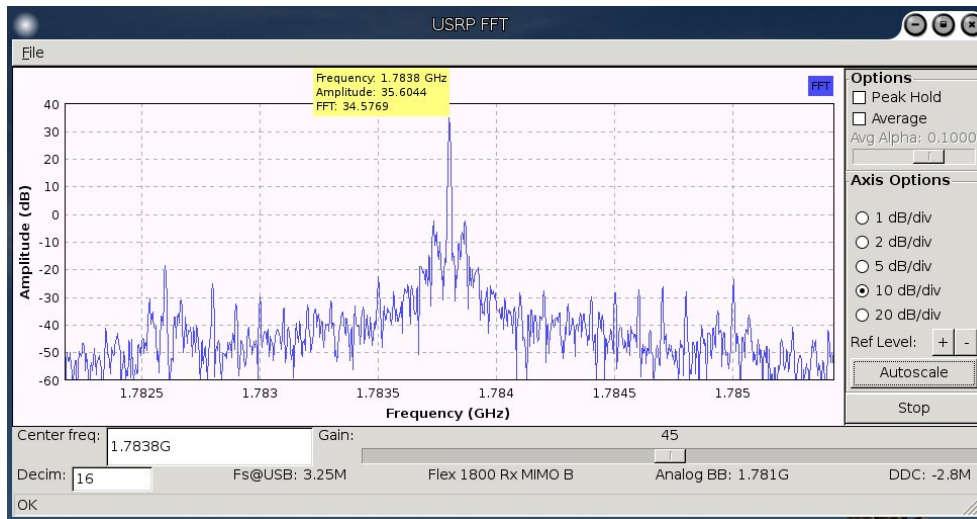 USRP FFT
File
Frequency: 1.7838 GHz
Amplitude: 35.6044
FFT: 34.5769
FFT
Amplitude (dB)
40
30
20
10
0
-10
-20
-30
-40
-50
-60
1.7825
1.783
1.7835
1.784
1.7845
1.785
Frequency (GHz)
Options
Peak Hold
Average
Avg Alpha: 0.1000
Axis Options
1 dB/div
2 dB/div
5 dB/div
10 dB/div
20 dB/div
Ref Level: + -
Autoscale
Stop
Center freq: 1.7838G Gain: 45
Decim: 16 Fs@USB: 3.25M Flex 1800 Rx MIMO B Analog BB: 1.781G DDC: -2.8M
OK